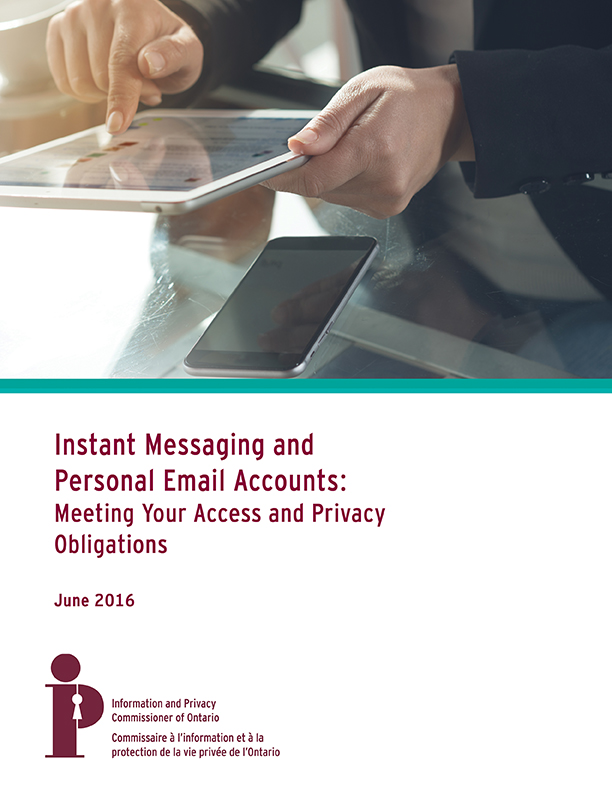 Instant Messaging and
Personal Email Accounts:
Meeting Your Access and Privacy
Obligations
June 2016
Information and Privacy
Commissioner of Ontario
Commissaire à l'information et à la
protection de la vie privée de l'Ontario